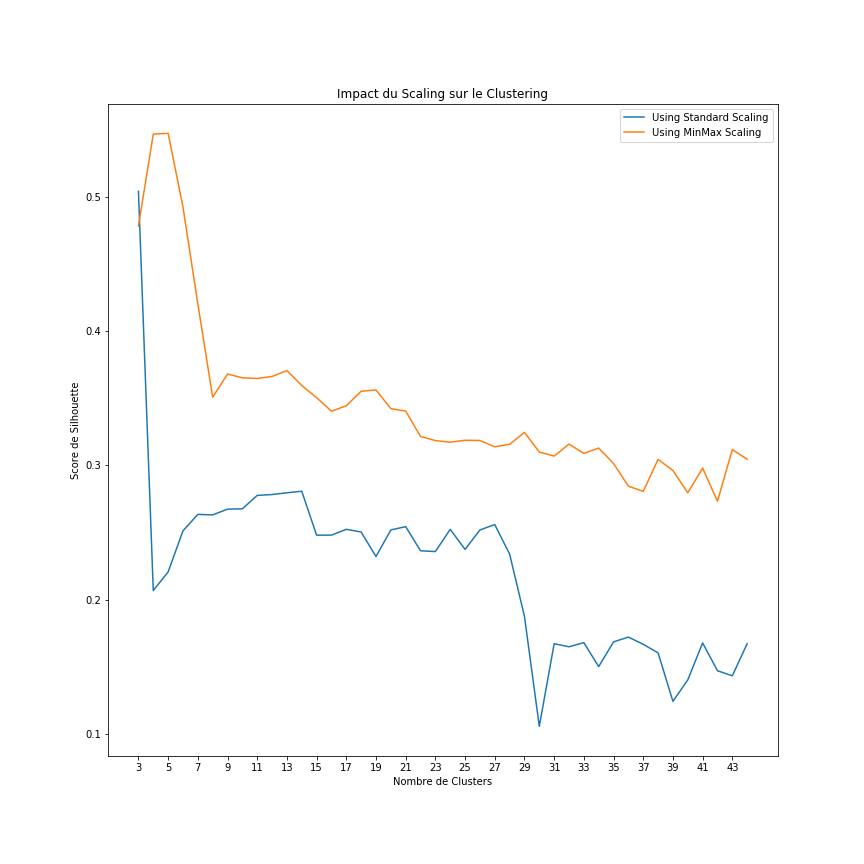 Impact du Scaling sur le Clustering
Using Standard Scaling
Using MinMax Scaling
Score de Silhouette
0.5
0.4
0.3
0.2
0.1
3 5 7 9 11 13 15 17 19 21 23 25 27 29 31 33 35 37 39 41 43
Nombre de Clusters